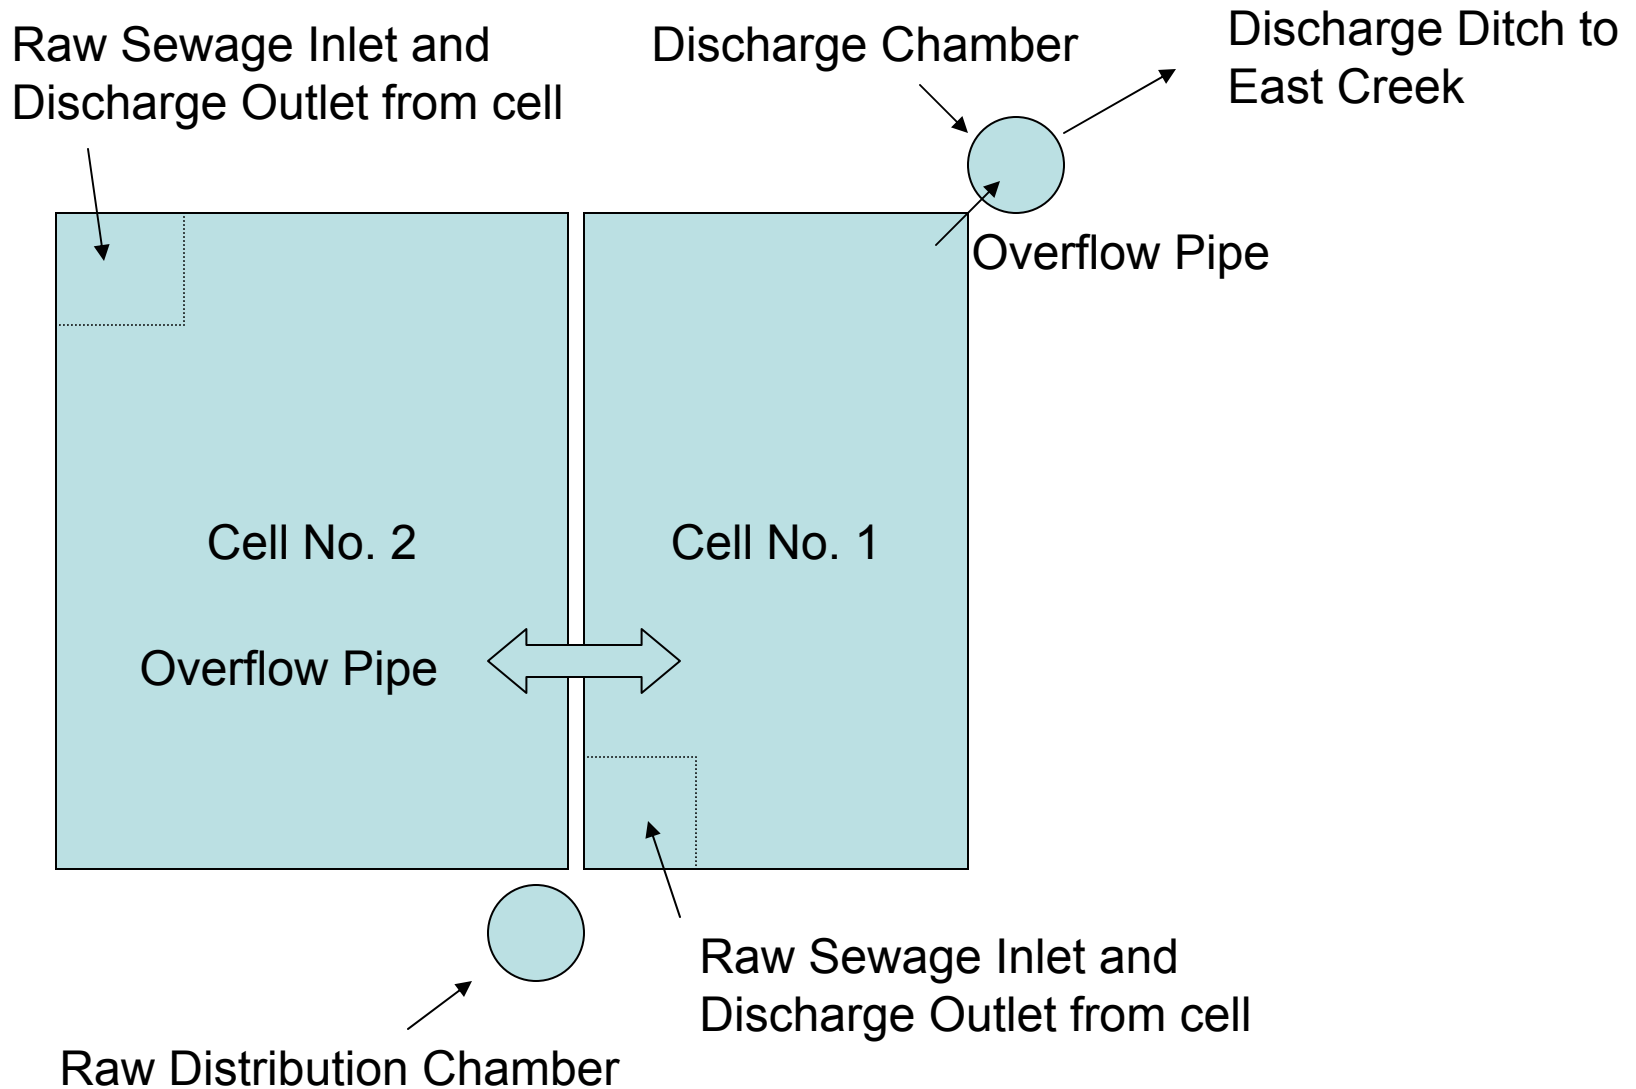 Raw Sewage Inlet and
Discharge Outlet from cell
Discharge Chamber
Discharge Ditch to
East Creek
Overflow Pipe
Cell No. 2
Cell No. 1
Overflow Pipe
Raw Sewage Inlet and
Discharge Outlet from cell
Raw Distribution Chamber